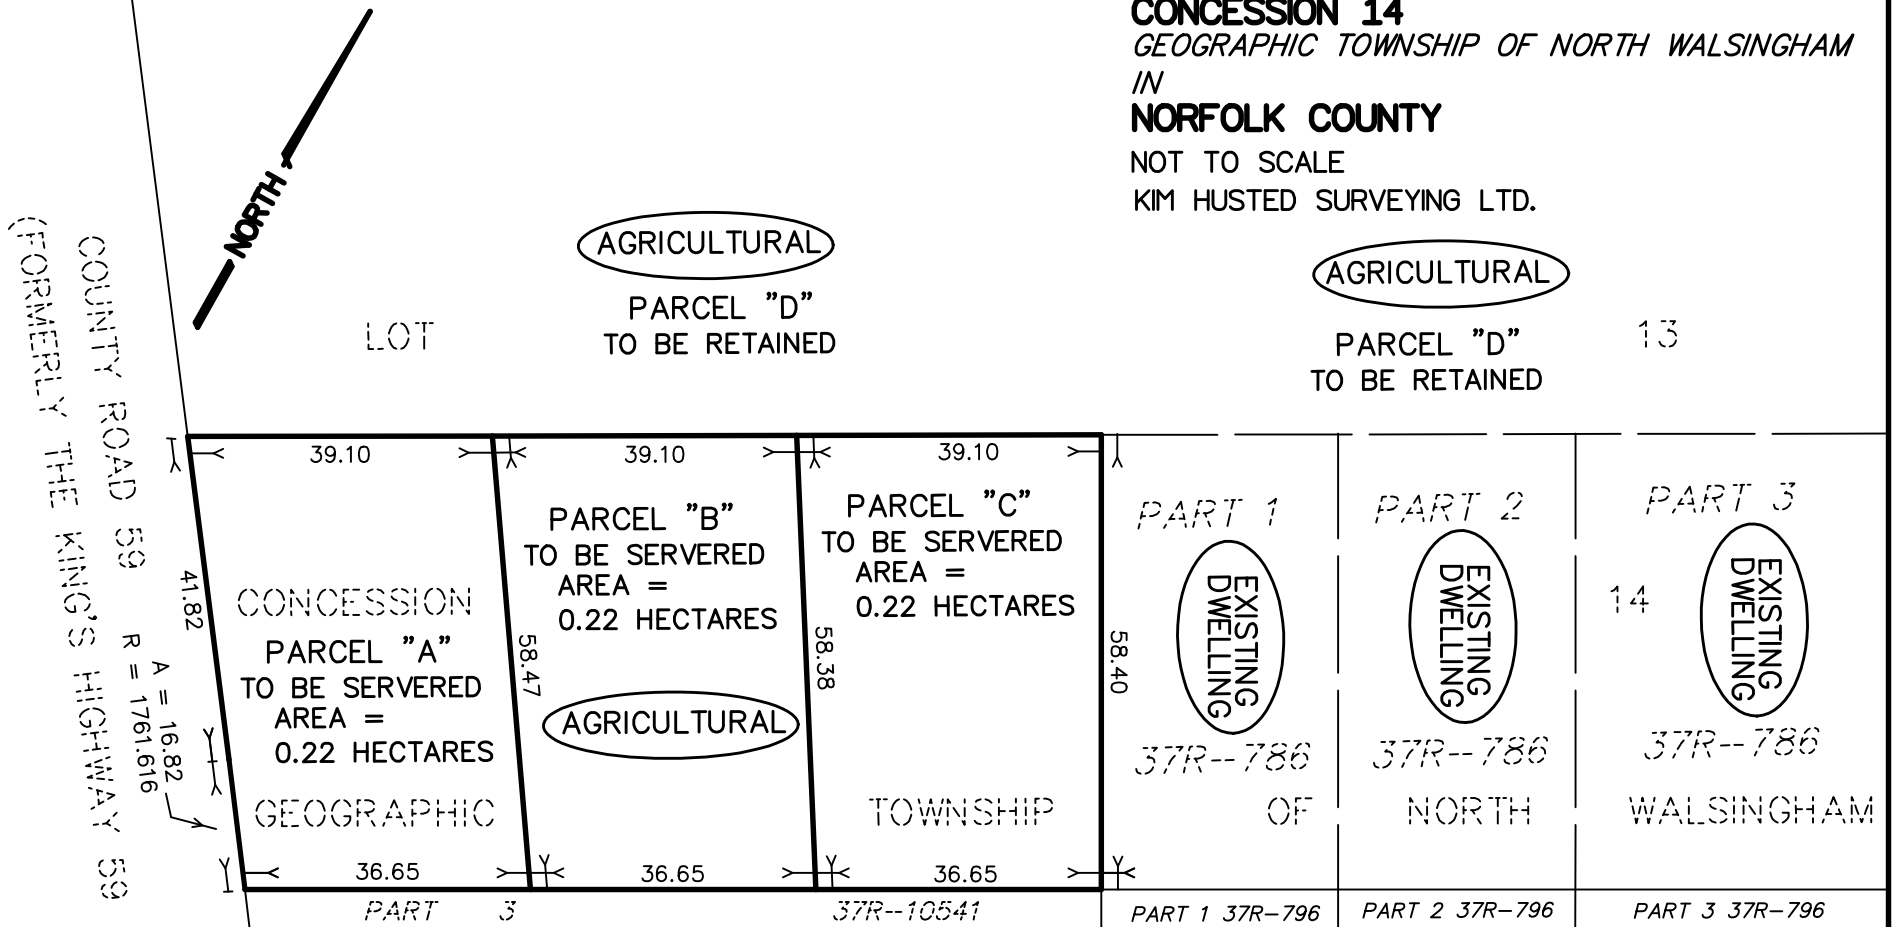 CONCESSION 14
GEOGRAPHIC TOWNSHIP OF NORTH WALSINGHAM
IN
NORFOLK COUNTY
NOT TO SCALE
KIM HUSTED SURVEYING LTD.
NORTH
COUNTY ROAD 59
(FORMERLY THE KING'S HIGHWAY 59
LOT
AGRICULTURAL
PARCEL "D"
TO BE RETAINED
AGRICULTURAL
PARCEL "D"
TO BE RETAINED
13
39.10
39.10
39.10
41.82
A = 16.82
R = 1761.616
CONCESSION
PARCEL "A"
TO BE SERVERED
AREA =
0.22 HECTARES
GEOGRAPHIC
58.47
PARCEL "B"
TO BE SERVERED
AREA =
0.22 HECTARES
AGRICULTURAL
58.38
PARCEL "C"
TO BE SERVERED
AREA =
0.22 HECTARES
TOWNSHIP
58.40
PART 1
EXISTING
DWELLING
37R--786
OF
PART 2
EXISTING
DWELLING
37R--786
NORTH
PART 3
14
EXISTING
DWELLING
37R--786
WALSINGHAM
36.65
36.65
36.65
PART 3
37R--10541
PART 1 37R-796
PART 2 37R-796
PART 3 37R-796